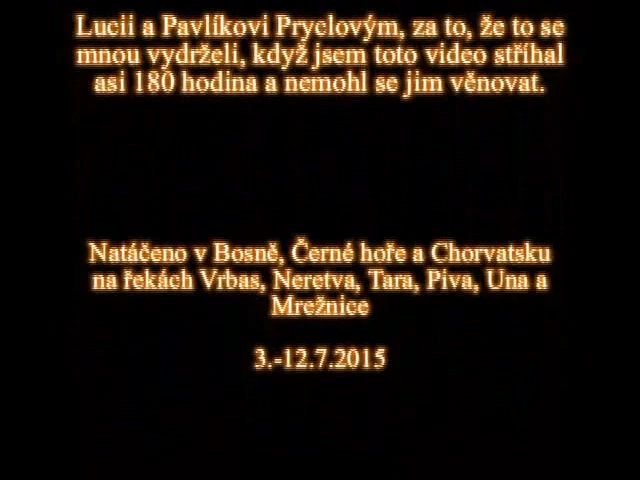 Lucii a Pavlíkovi Pryclovým, za to, že to se
mnou vydrželi, když jsem toto video stříhal
asi 180 hodina a nemohl se jim věnovat.
Natáčeno v Bosně, Černé hoře a Chorvatsku
na řekách Vrbas, Neretva, Tara, Piva, Una a
Mrežnice
3.-12.7.2015